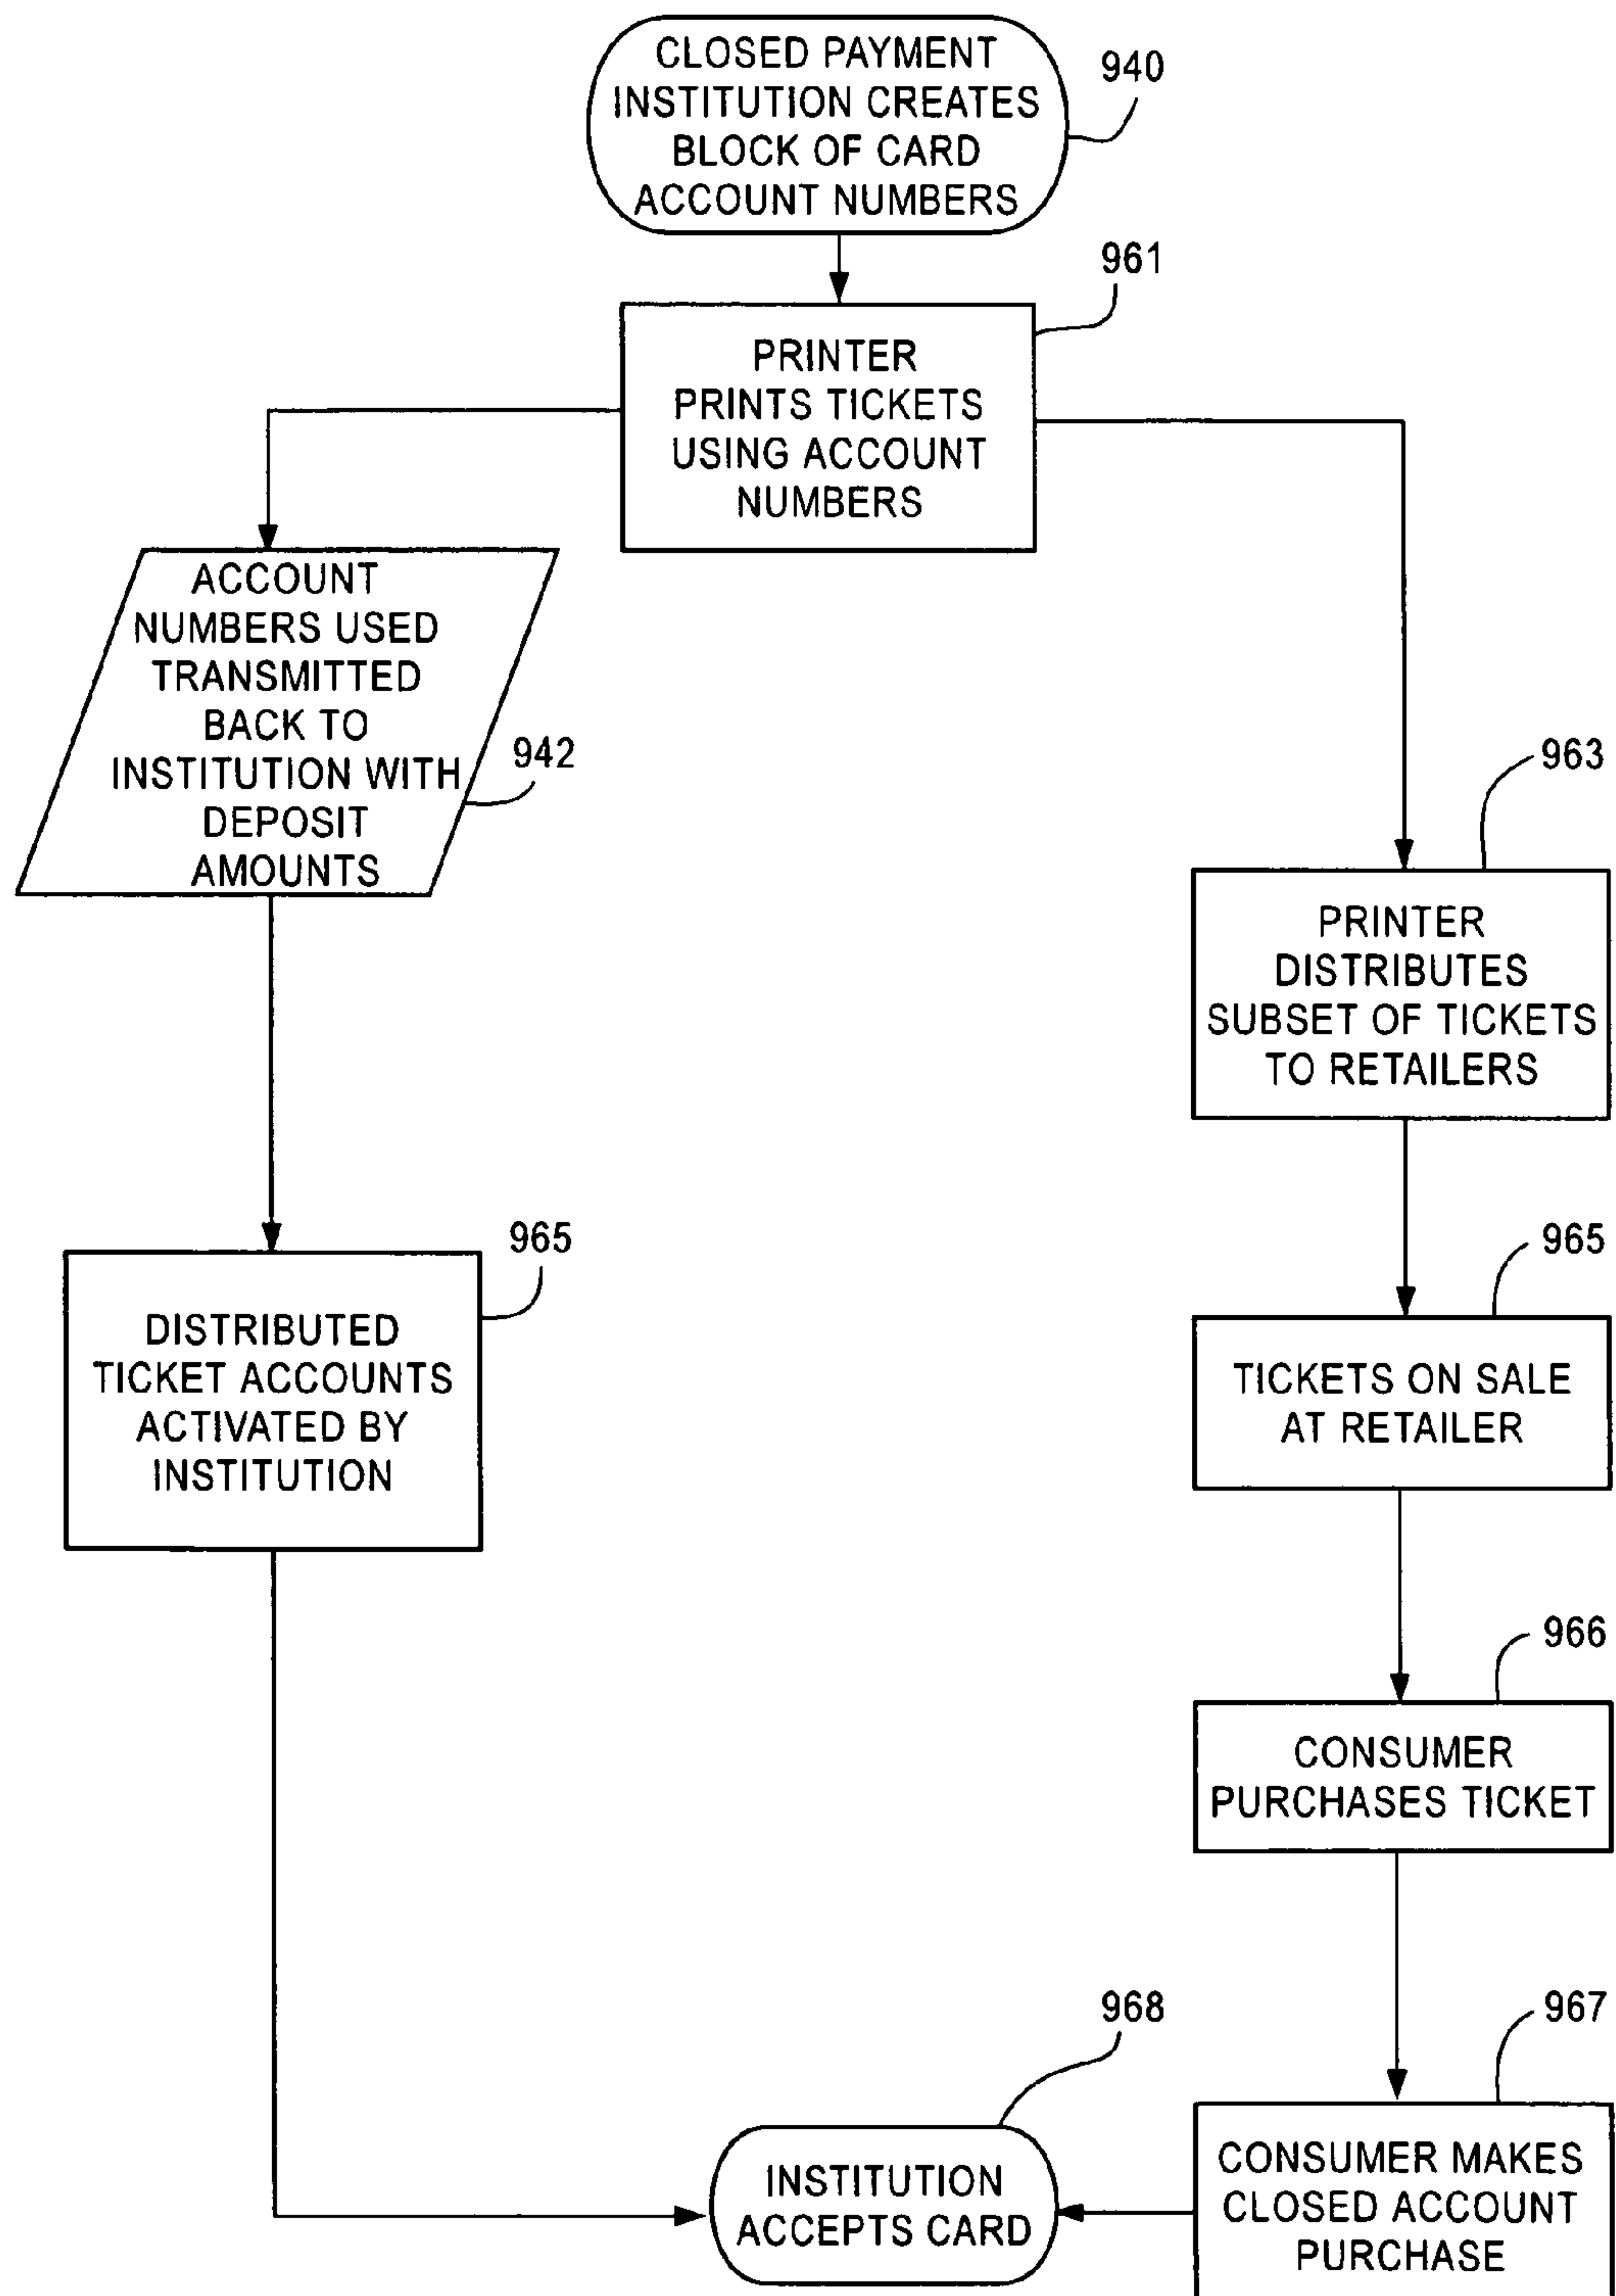 CLOSED PAYMENT
INSTITUTION CREATES
BLOCK OF CARD
ACCOUNT NUMBERS
940
961
PRINTER
PRINTS TICKETS
USING ACCOUNT
NUMBERS
ACCOUNT
NUMBERS USED
TRANSMITTED
BACK TO
INSTITUTION WITH
DEPOSIT
AMOUNTS
942
963
PRINTER
DISTRIBUTES
SUBSET OF TICKETS
TO RETAILERS
965
DISTRIBUTED
TICKET ACCOUNTS
ACTIVATED BY
INSTITUTION
965
TICKETS ON SALE
AT RETAILER
966
CONSUMER
PURCHASES TICKET
968
INSTITUTION
ACCEPTS CARD
967
CONSUMER MAKES
CLOSED ACCOUNT
PURCHASE